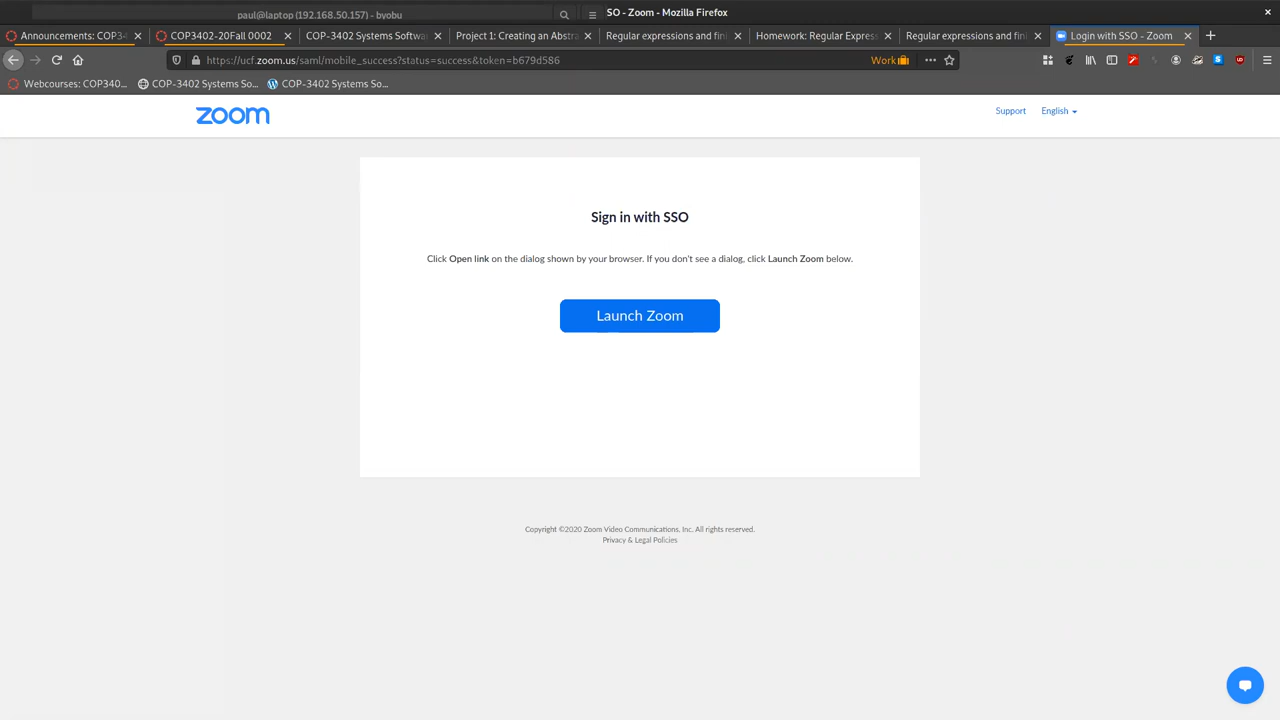 paul@laptop (192.168.50.157) - byobu
SO - Zoom - Mozilla Firefox
Announcements: COP34
COP3402-20Fall 0002
COP-3402 Systems Softwa
Project 1: Creating an Abstra
Regular expressions and fini
Homework: Regular Express
Regular expressions and fini
Login with SSO - Zoom
https://ucf.zoom.us/saml/mobile_success?status=success&token=b679d586
Work
Webcourses: COP340...
COP-3402 Systems So...
COP-3402 Systems So...
zoom
Support
English
Sign in with SSO
Click Open link on the dialog shown by your browser. If you don't see a dialog, click Launch Zoom below.
Launch Zoom
Copyright ©2020 Zoom Video Communications, Inc. All rights reserved.
Privacy & Legal Policies